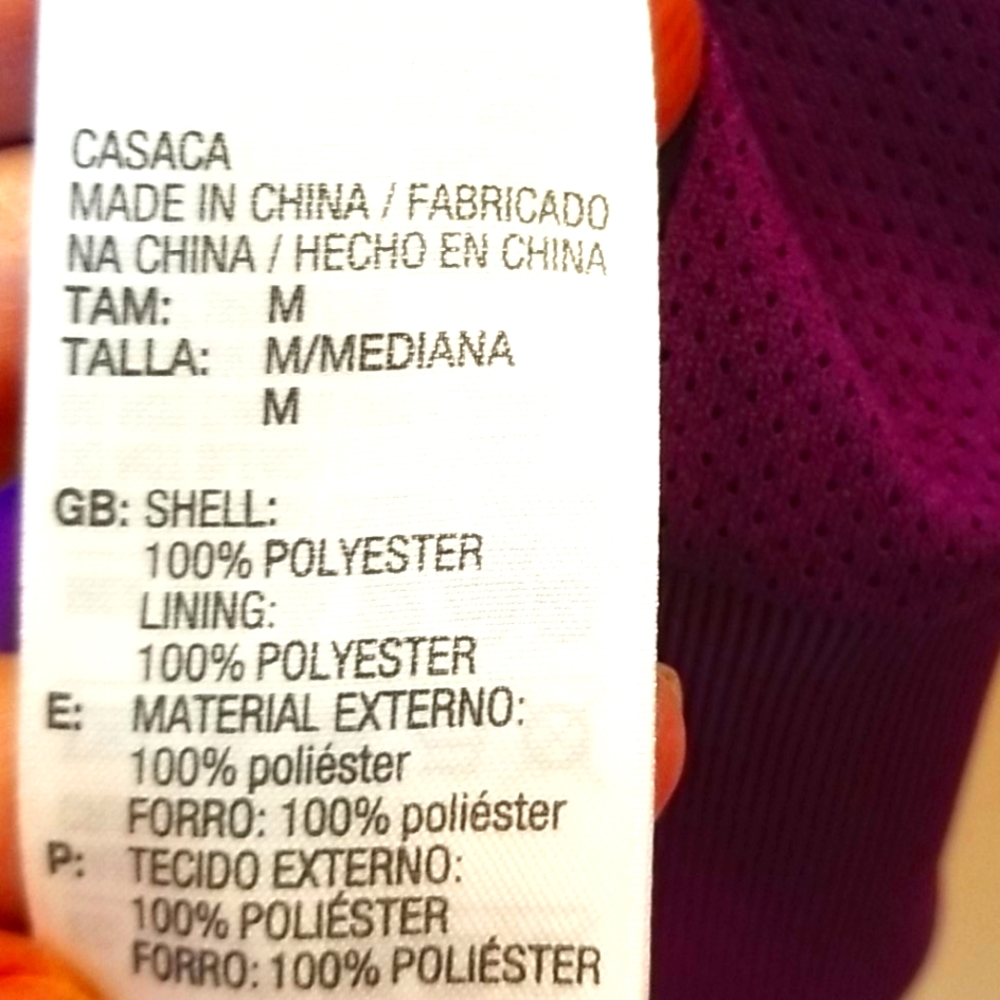 CASACA
MADE IN CHINA / FABRICADO
NA CHINA / HECHO EN CHINA
TAM: M
TALLA: M/MEDIANA
M
GB: SHELL:
100% POLYESTER
LINING:
100% POLYESTER
E: MATERIAL EXTERNO:
100% poliéster
FORRO: 100% poliéster
P: TECIDO EXTERNO:
100% POLIÉSTER
FORRO: 100% POLIÉSTER